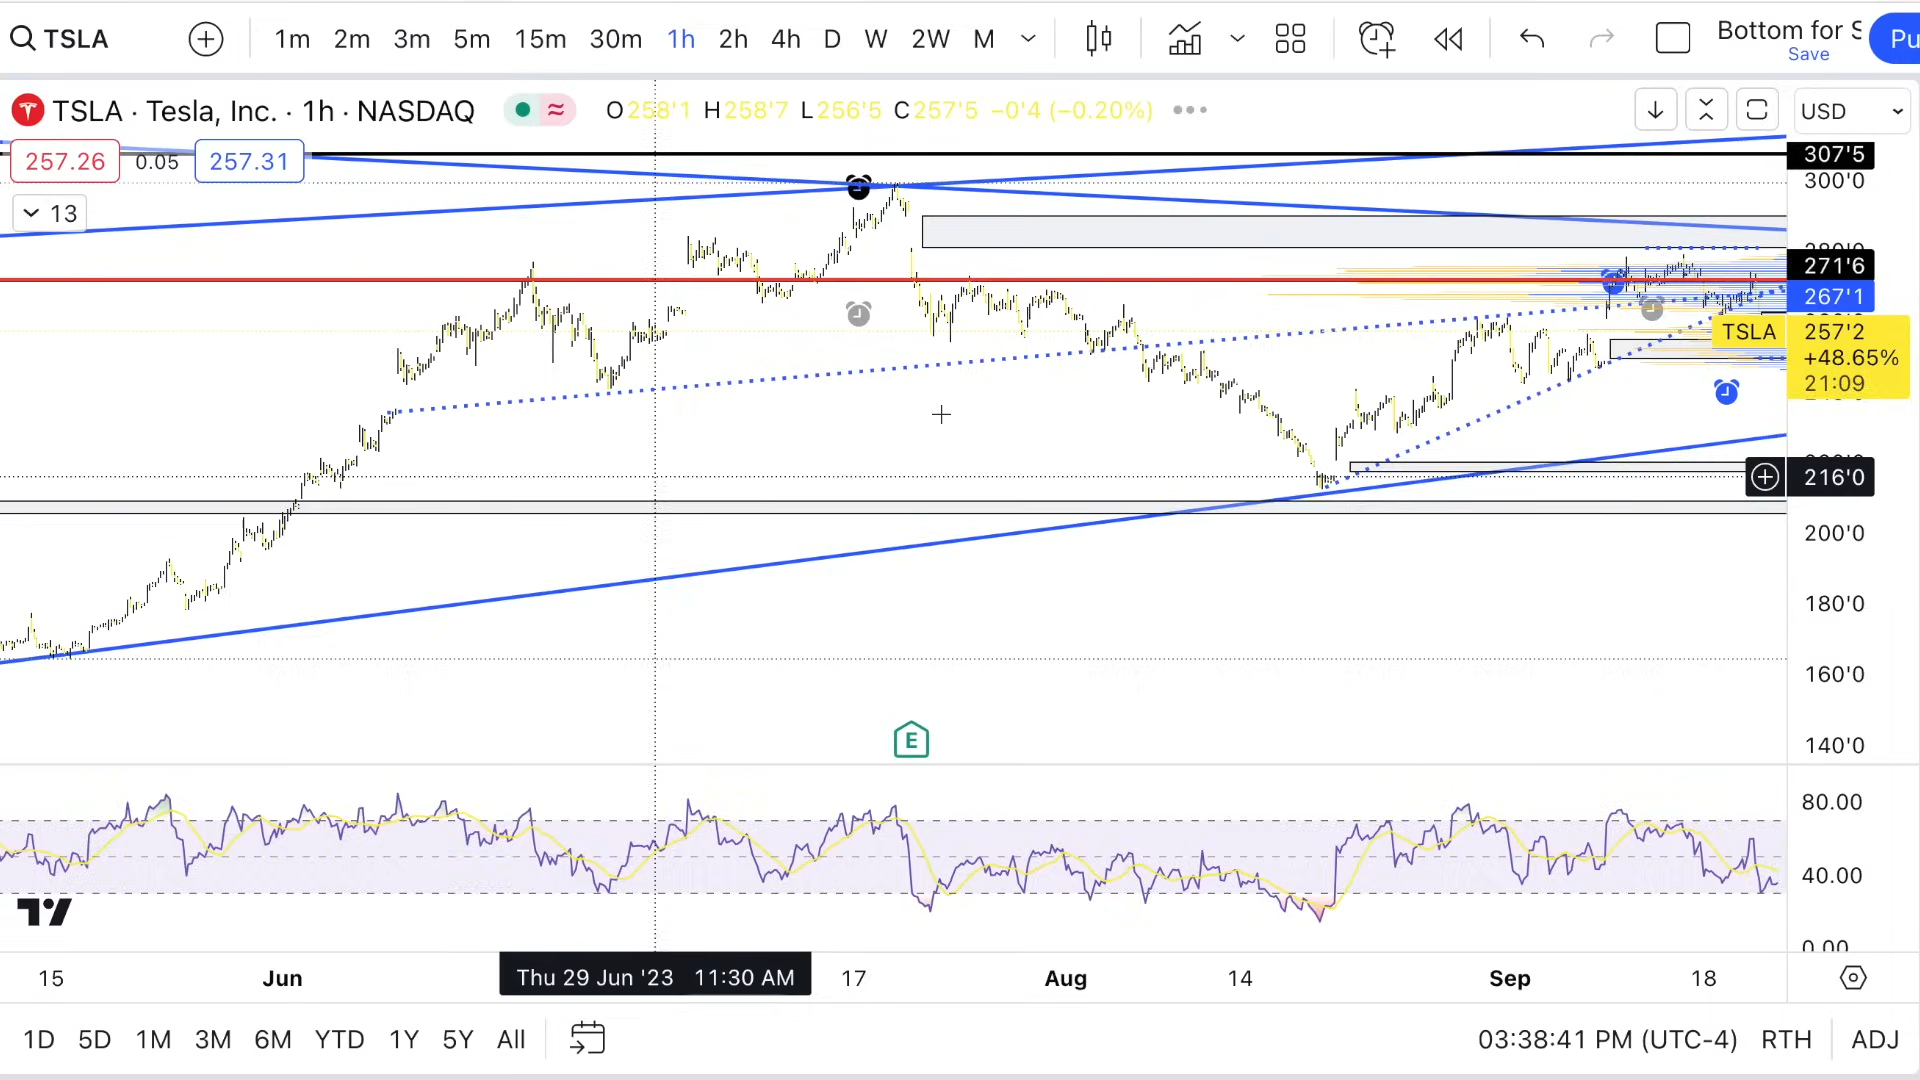 TSLA 1m 2m 3m 5m 15m 30m 1h 2h 4h D W 2W M Bottom for S Pu
Save
TSLA · Tesla, Inc. · 1h · NASDAQ O258'1 H258'7 L256'5 C257'5 −0'4 (−0.20%) USD
257.26 0.05 257.31
307'5
300'0
13
271'6
267'1
TSLA 257'2
+48.65%
21:09
216'0
200'0
180'0
160'0
E
140'0
80.00
40.00
0.00
15 Jun Thu 29 Jun '23 11:30 AM 17 Aug 14 Sep 18
1D 5D 1M 3M 6M YTD 1Y 5Y All 03:38:41 PM (UTC-4) RTH ADJ